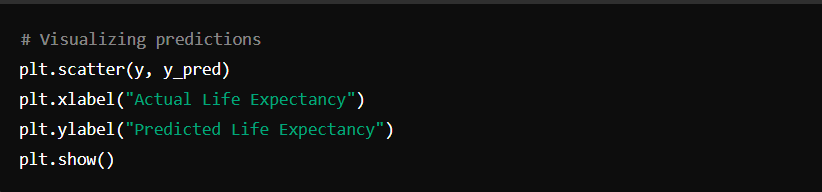 # Visualizing predictions
plt.scatter(y, y_pred)
plt.xlabel("Actual Life Expectancy")
plt.ylabel("Predicted Life Expectancy")
plt.show()